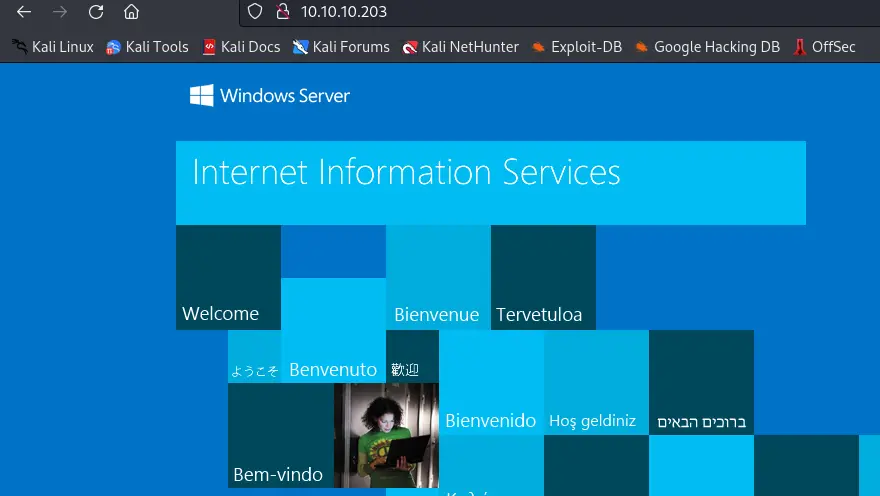 10.10.10.203
Kali Linux Kali Tools Kali Docs Kali Forums Kali NetHunter Exploit-DB Google Hacking DB OffSec
Windows Server
Internet Information Services
Welcome
Bienvenue
Tervetuloa
ようこそ
Benvenuto
歡迎
Bienvenido
Hoş geldiniz
ברוכים הבאים
Bem-vindo